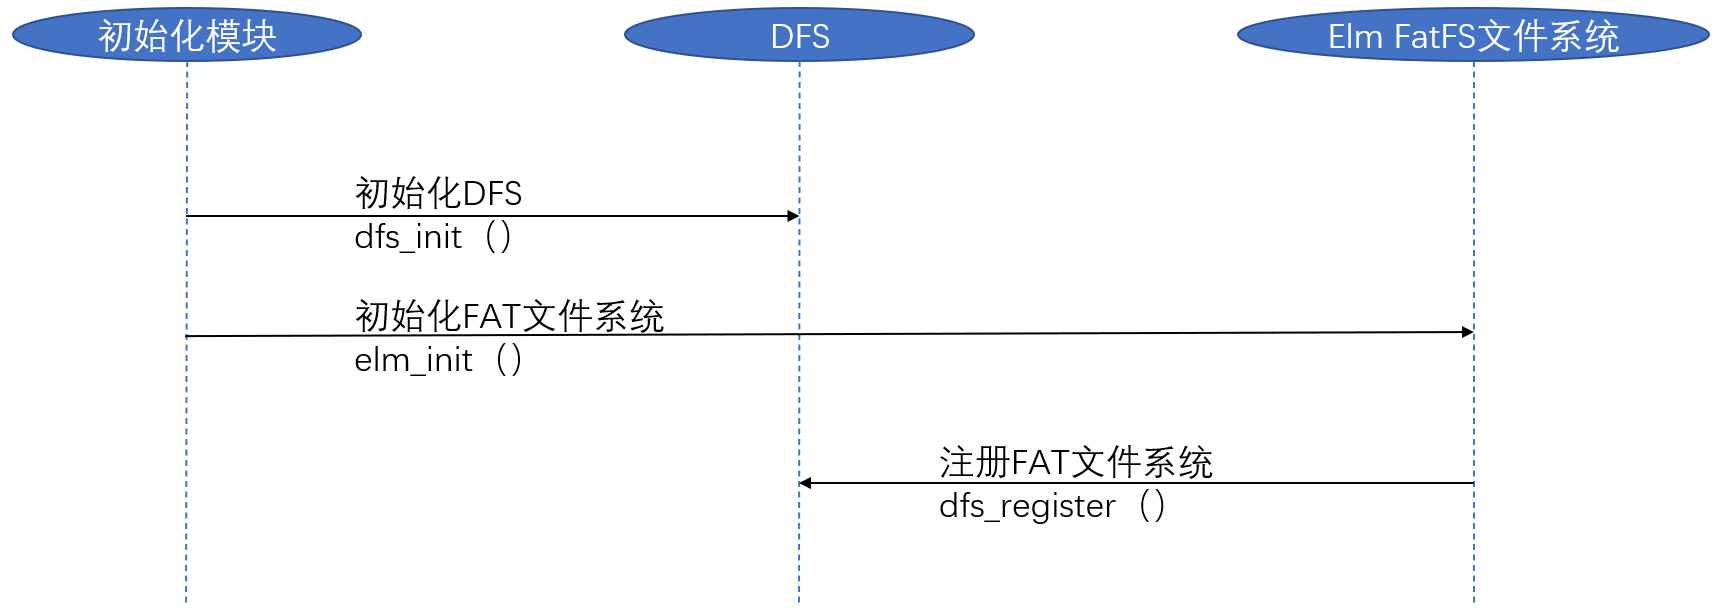 初始化模块
DFS
Elm FatFS文件系统
初始化DFS
dfs_init（）
初始化FAT文件系统
elm_init（）
注册FAT文件系统
dfs_register（）